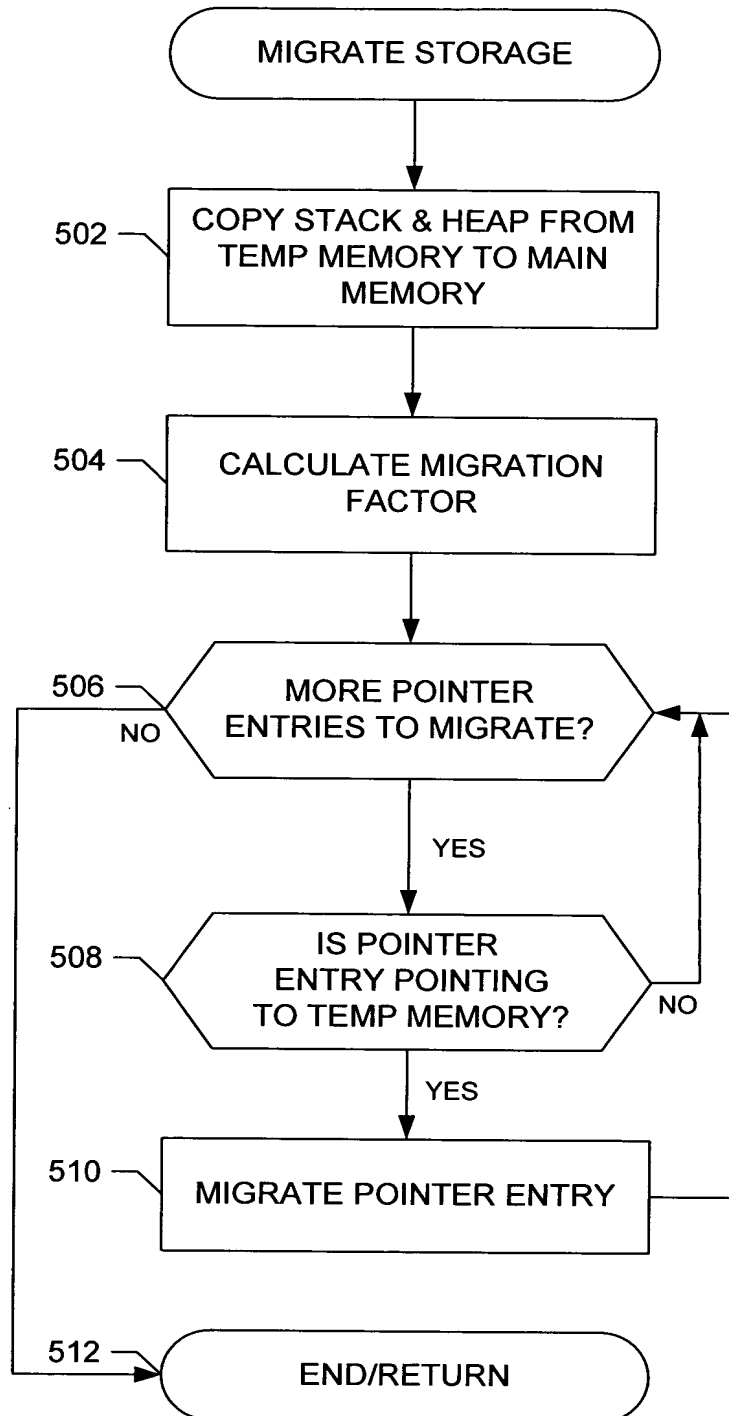 MIGRATE STORAGE
502
COPY STACK & HEAP FROM
TEMP MEMORY TO MAIN
MEMORY
504
CALCULATE MIGRATION
FACTOR
506
MORE POINTER
ENTRIES TO MIGRATE?
NO
YES
508
IS POINTER
ENTRY POINTING
TO TEMP MEMORY?
NO
YES
510
MIGRATE POINTER ENTRY
512
END/RETURN